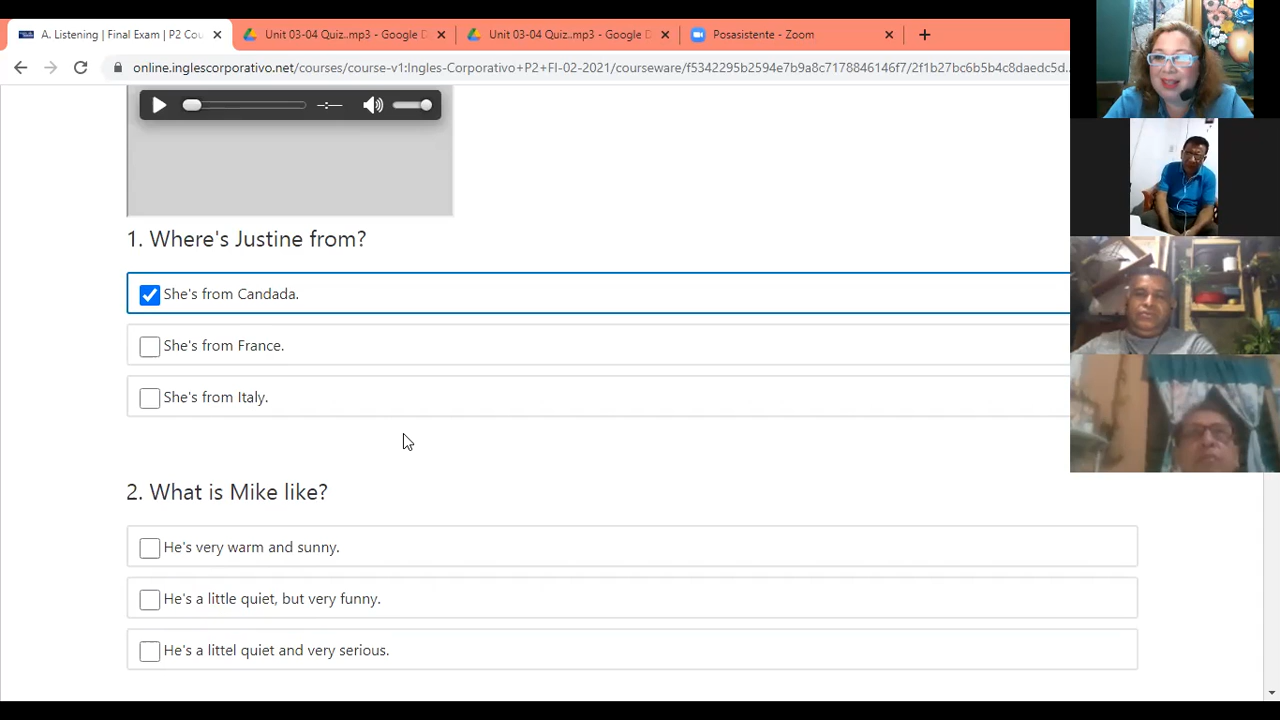 A. Listening | Final Exam | P2 Cou
Unit 03-04 Quiz..mp3 - Google D
Unit 03-04 Quiz..mp3 - Google D
Posasistente - Zoom
online.inglescorporativo.net/courses/course-v1:Ingles-Corporativo+P2+FI-02-2021/courseware/f5342295b2594e7b9a8c7178846146f7/2f1b27bc6b5b4c8daedc5d...
1. Where's Justine from?
She's from Candada.
She's from France.
She's from Italy.
2. What is Mike like?
He's very warm and sunny.
He's a little quiet, but very funny.
He's a littel quiet and very serious.